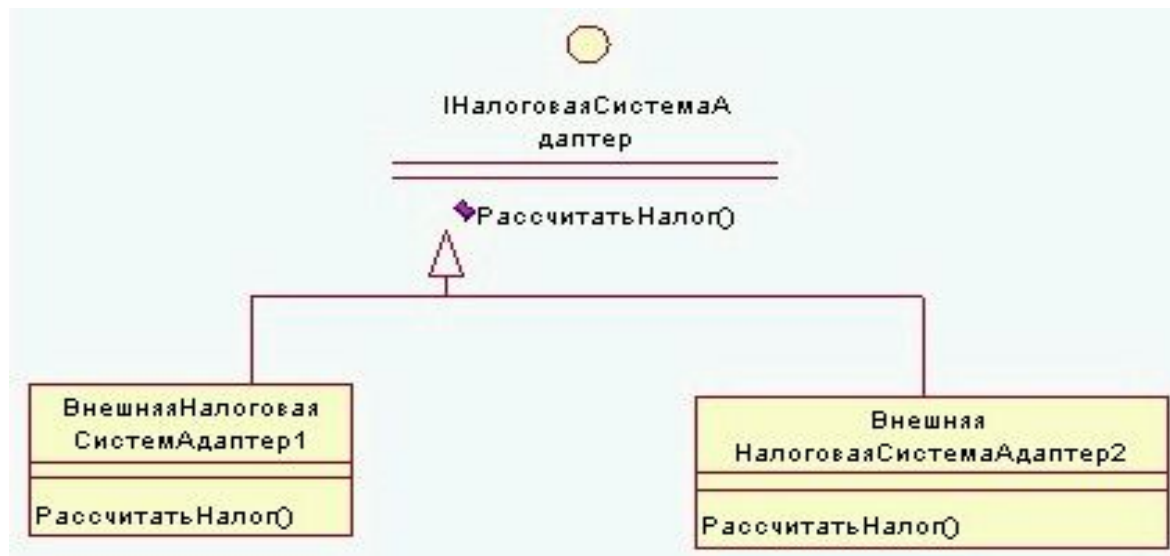 IНалоговаяСистемаА
даптер
РассчитатьНалог()
ВнешняяНалоговая
СистемАдаптер1
РассчитатьНалог()
Внешняя
НалоговаяСистемаАдаптер2
РассчитатьНалог()